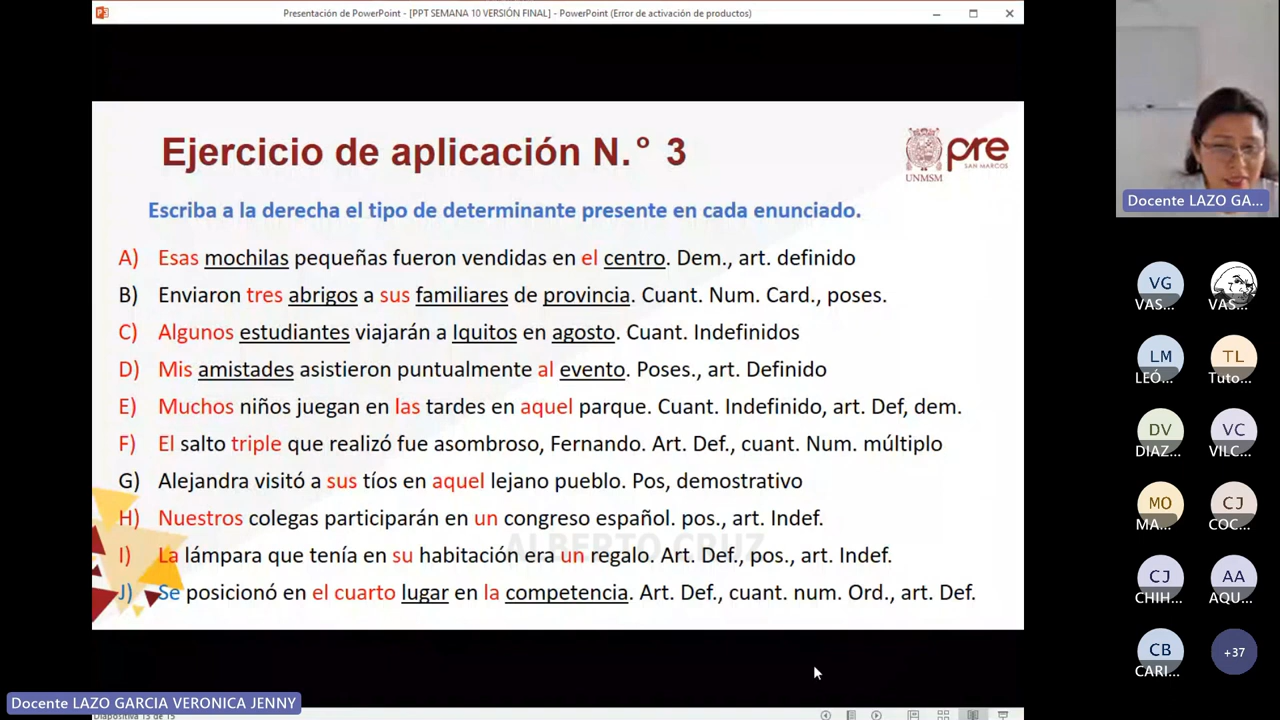 Presentación de PowerPoint - [PPT SEMANA 10 VERSIÓN FINAL] - PowerPoint (Error de activación de productos)
Ejercicio de aplicación N.° 3
UNMSM
pre
SAN MARCOS
Escriba a la derecha el tipo de determinante presente en cada enunciado.
A) Esas mochilas pequeñas fueron vendidas en el centro. Dem., art. definido
B) Enviaron tres abrigos a sus familiares de provincia. Cuant. Num. Card., poses.
C) Algunos estudiantes viajarán a Iquitos en agosto. Cuant. Indefinidos
D) Mis amistades asistieron puntualmente al evento. Poses., art. Definido
E) Muchos niños juegan en las tardes en aquel parque. Cuant. Indefinido, art. Def, dem.
F) El salto triple que realizó fue asombroso, Fernando. Art. Def., cuant. Num. múltiplo
G) Alejandra visitó a sus tíos en aquel lejano pueblo. Pos, demostrativo
H) Nuestros colegas participarán en un congreso español. pos., art. Indef.
ALBERTO CRUZ
I) La lámpara que tenía en su habitación era un regalo. Art. Def., pos., art. Indef.
J) Se posicionó en el cuarto lugar en la competencia. Art. Def., cuant. num. Ord., art. Def.
Docente LAZO GARCIA VERONICA JENNY
Diapositiva 13 de 15
Docente LAZO GA...
VG
VAS...
VAS...
LM
TL
LEÓ...
Tuto...
DV
VC
DIAZ...
VILC...
MO
CJ
MA...
COC...
CJ
AA
CHIH...
AQU...
CB
+37
CARI...